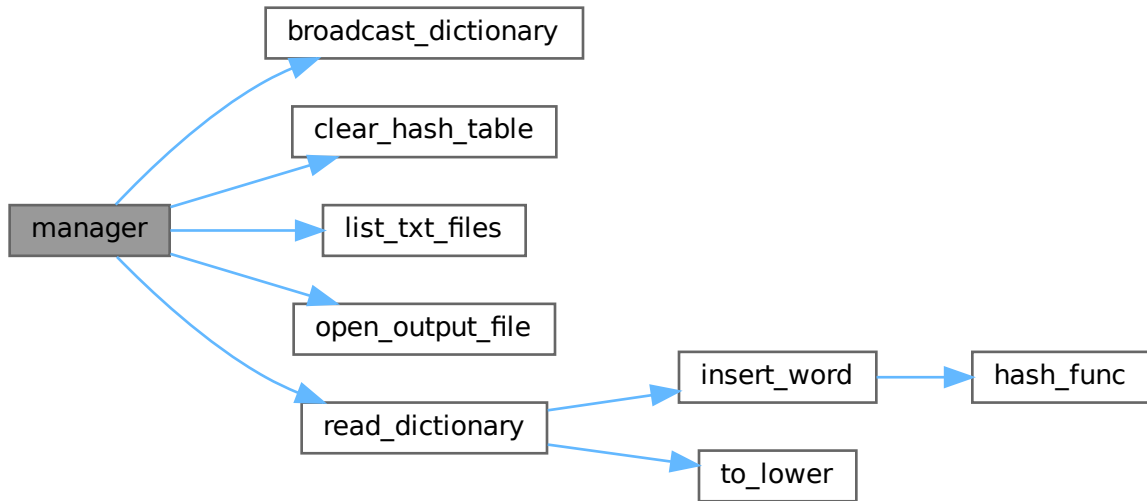 broadcast_dictionary
clear_hash_table
manager
list_txt_files
open_output_file
insert_word
hash_func
read_dictionary
to_lower